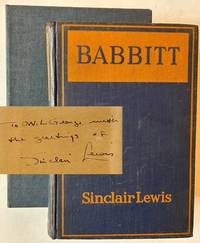 BABBITT
To W. L. George with
the greetings of
Sinclair Lewis
Sinclair Lewis